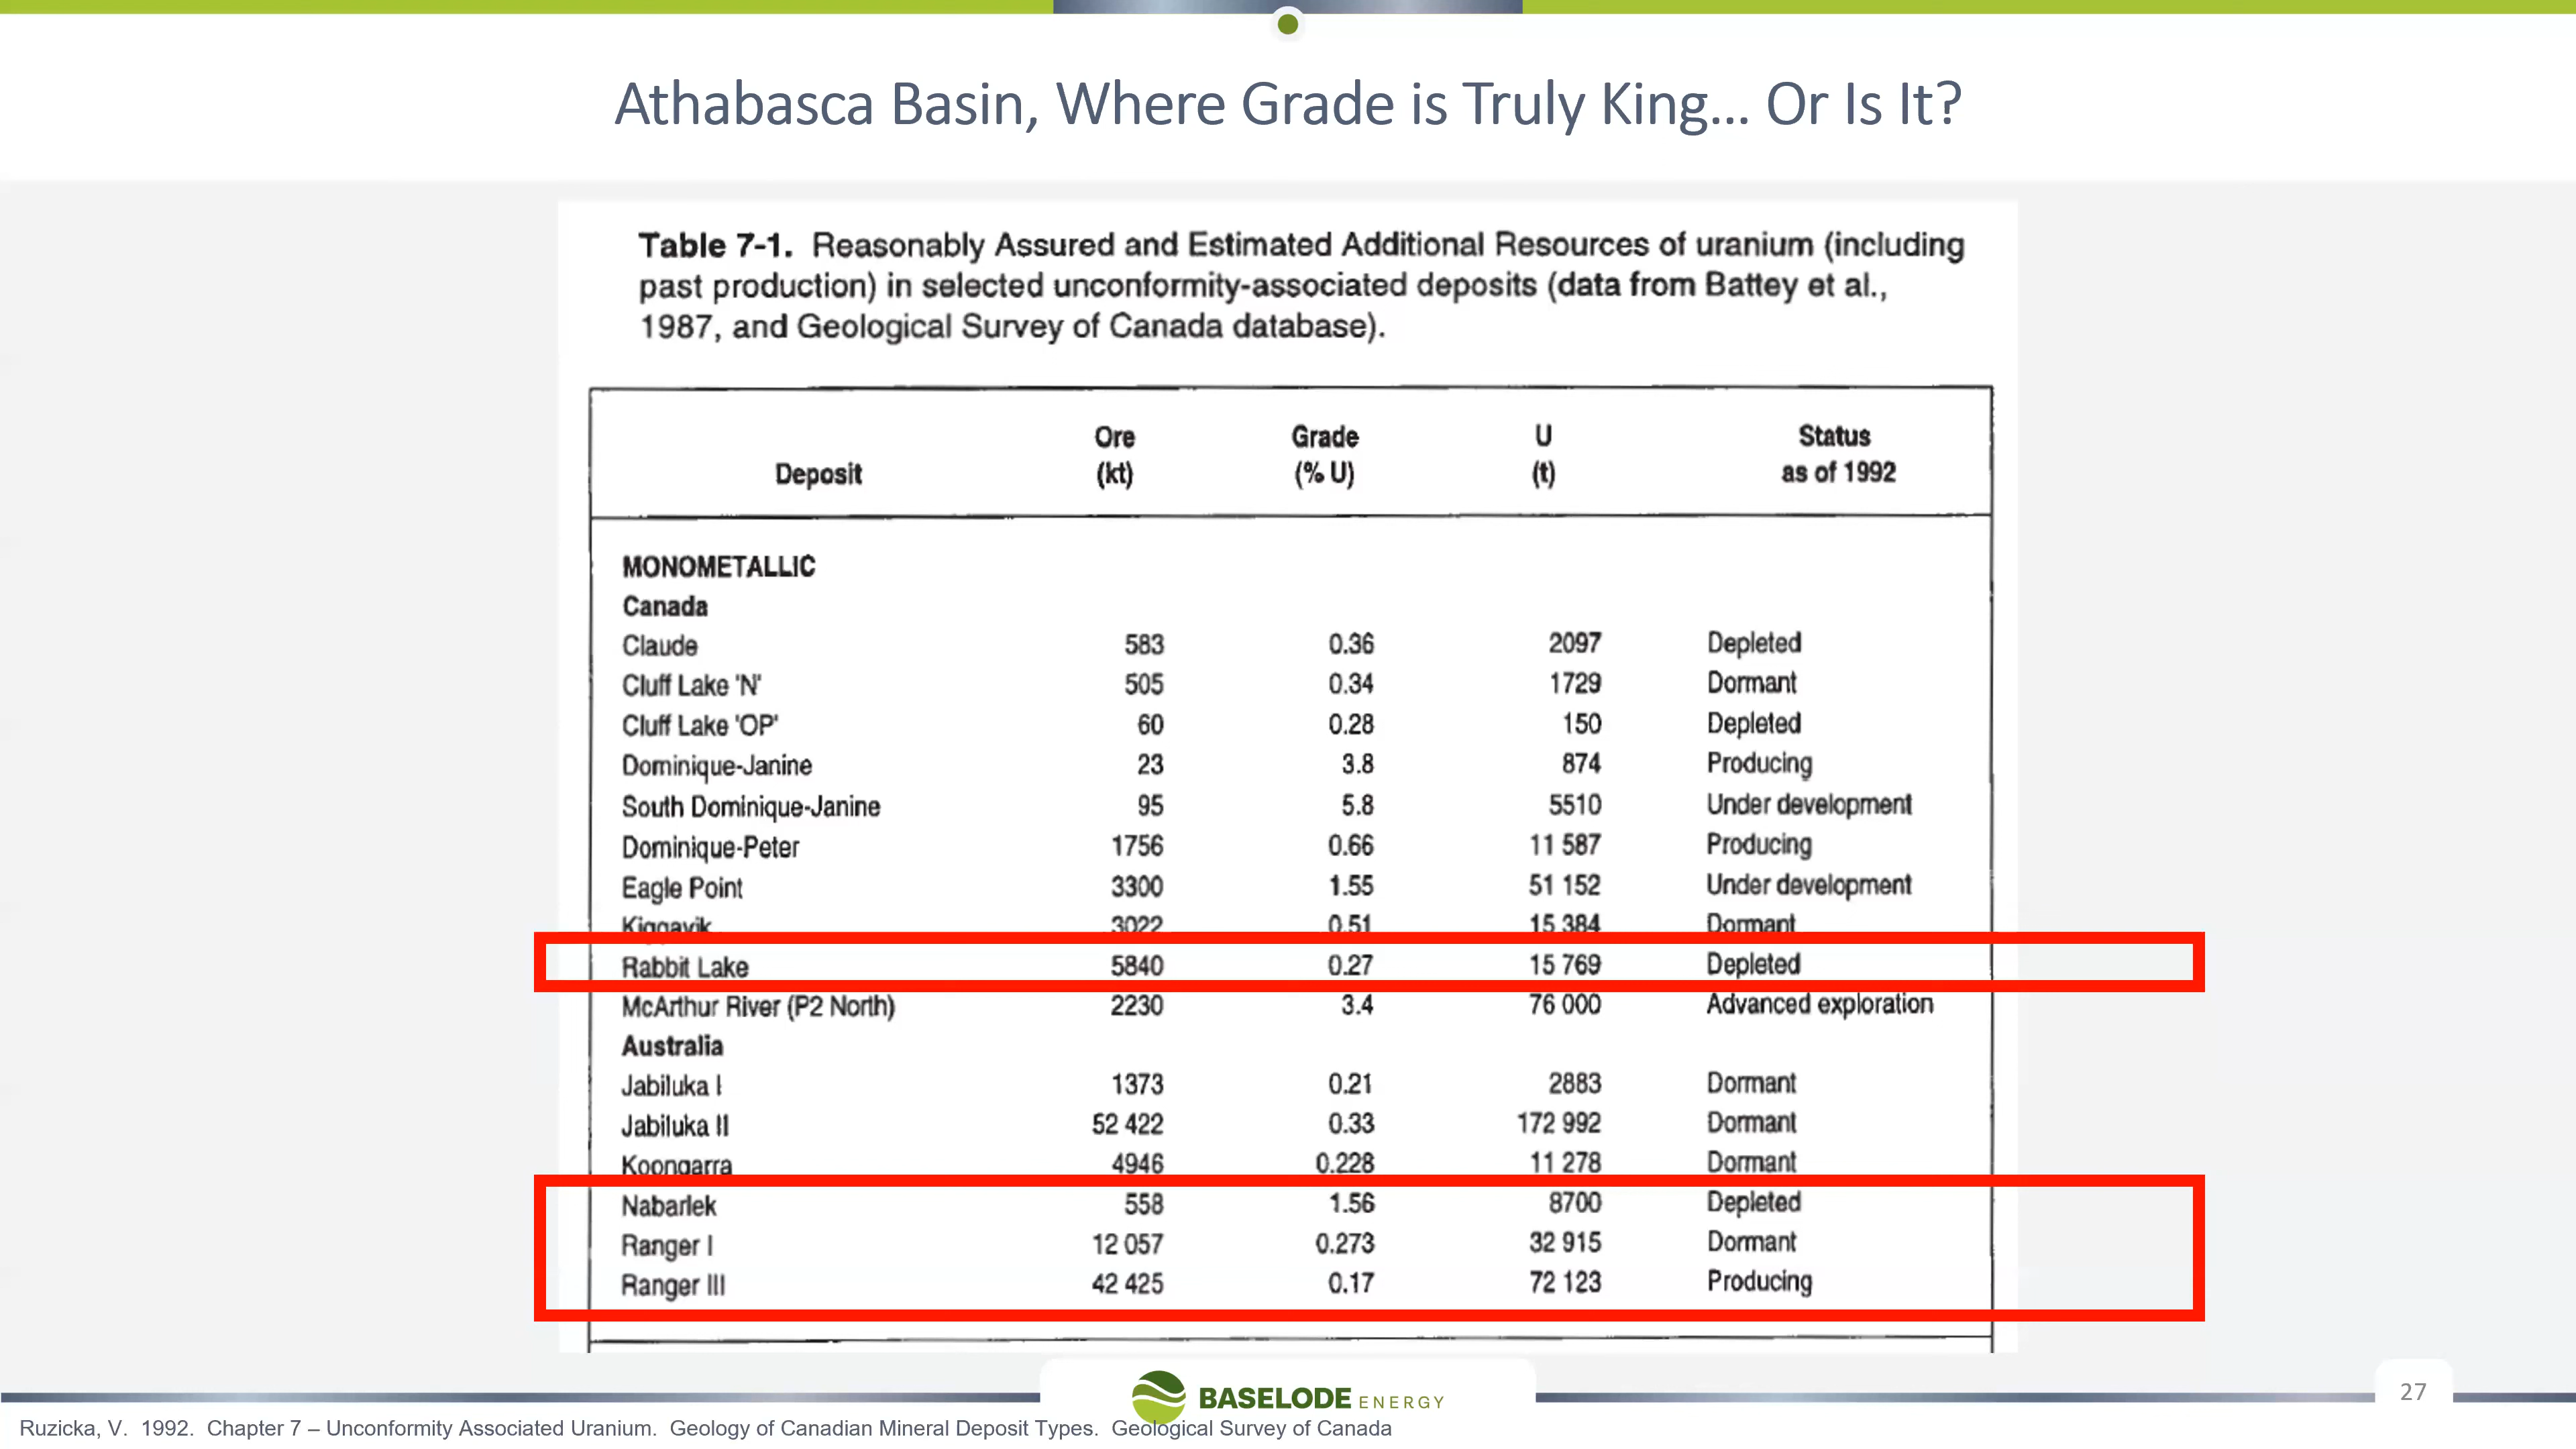 Athabasca Basin, Where Grade is Truly King... Or Is It?
Table 7-1. Reasonably Assured and Estimated Additional Resources of uranium (including
past production) in selected unconformity-associated deposits (data from Battey et al.,
1987, and Geological Survey of Canada database).
Deposit Ore (kt) Grade (% U) U (t) Status as of 1992
MONOMETALLIC
Canada
Claude 583 0.36 2097 Depleted
Cluff Lake 'N' 505 0.34 1729 Dormant
Cluff Lake 'OP' 60 0.28 150 Depleted
Dominique-Janine 23 3.8 874 Producing
South Dominique-Janine 95 5.8 5510 Under development
Dominique-Peter 1756 0.66 11 587 Producing
Eagle Point 3300 1.55 51 152 Under development
Kiggavik 3022 0.51 15 384 Dormant
Rabbit Lake 5840 0.27 15 769 Depleted
McArthur River (P2 North) 2230 3.4 76 000 Advanced exploration
Australia
Jabiluka I 1373 0.21 2883 Dormant
Jabiluka II 52 422 0.33 172 992 Dormant
Koongarra 4946 0.228 11 278 Dormant
Nabarlek 558 1.56 8700 Depleted
Ranger I 12 057 0.273 32 915 Dormant
Ranger III 42 425 0.17 72 123 Producing
BASELODE ENERGY
27
Ruzicka, V. 1992. Chapter 7 – Unconformity Associated Uranium. Geology of Canadian Mineral Deposit Types. Geological Survey of Canada